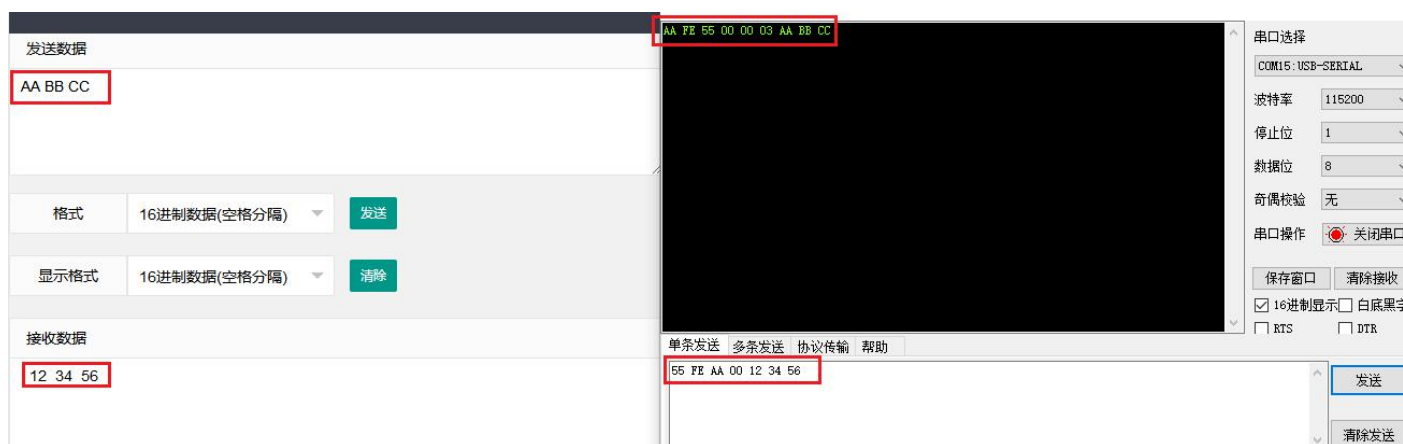 发送数据
AA BB CC
格式
16进制数据(空格分隔)
发送
显示格式
16进制数据(空格分隔)
清除
接收数据
12 34 56
AA FE 55 00 00 03 AA BB CC
单条发送 多条发送 协议传输 帮助
55 FE AA 00 12 34 56
串口选择
COM15:USB-SERIAL
波特率 115200
停止位 1
数据位 8
奇偶校验 无
串口操作 关闭串口
保存窗口 清除接收
16进制显示 白底黑字
RTS DTR
发送
清除发送